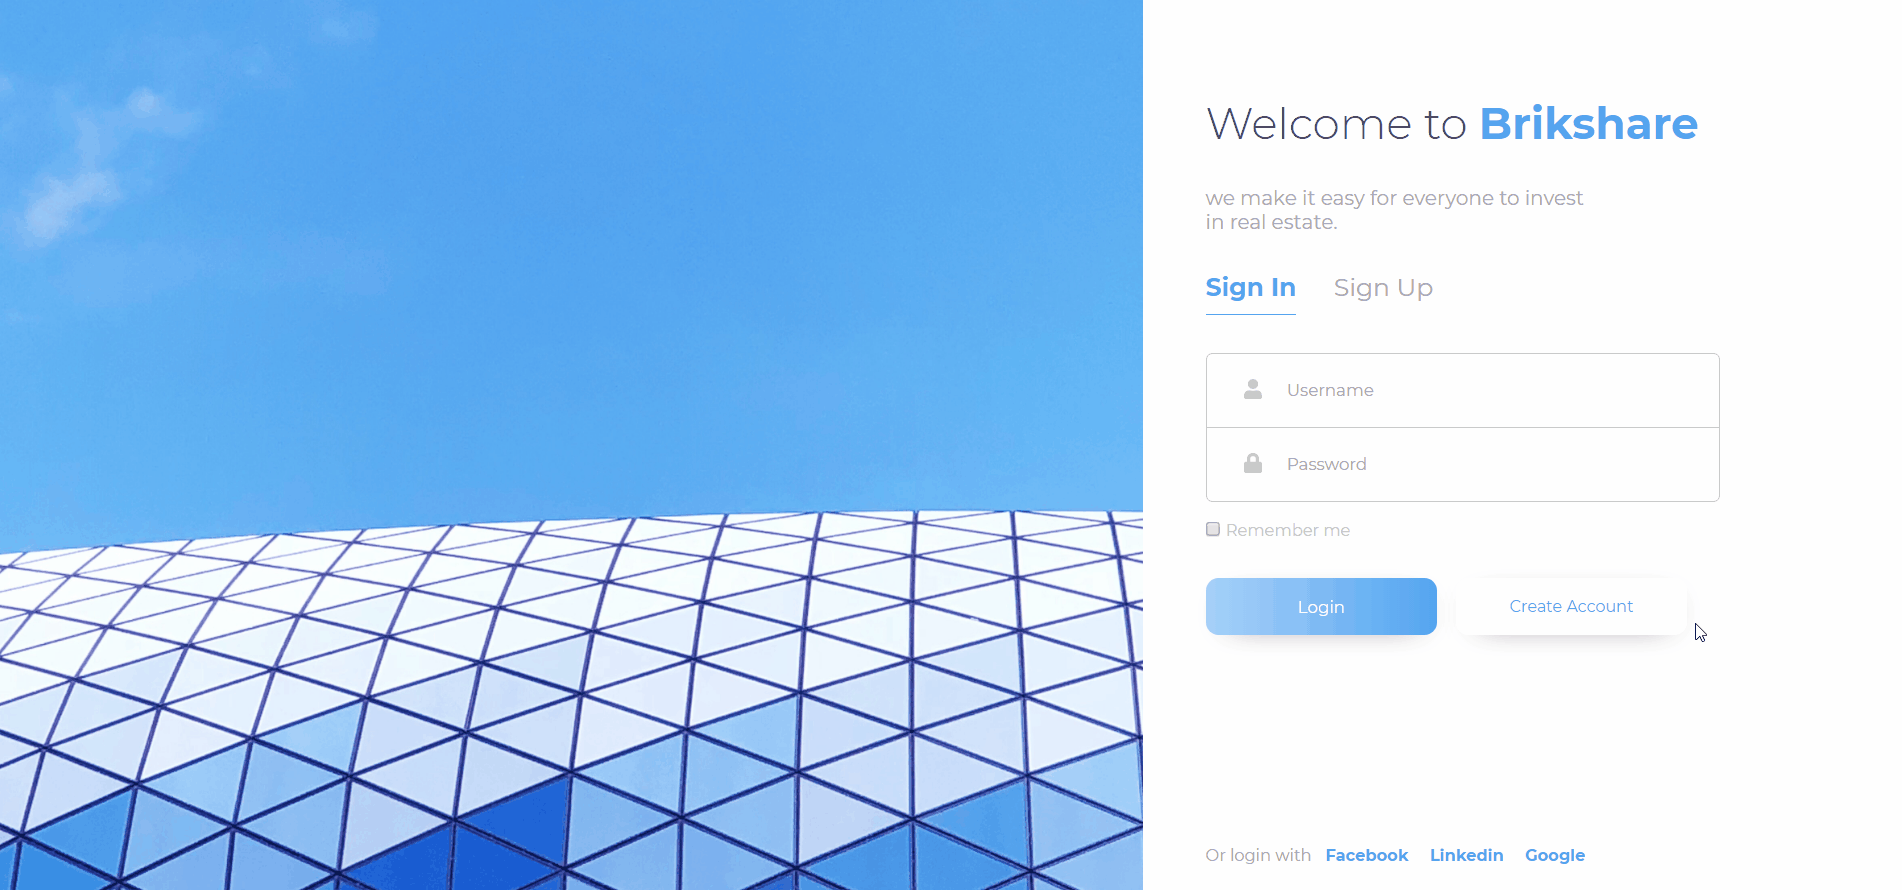 Welcome to Brikshare
we make it easy for everyone to invest
in real estate.
Sign In Sign Up
Username
Password
Remember me
Login Create Account
Or login with Facebook Linkedin Google